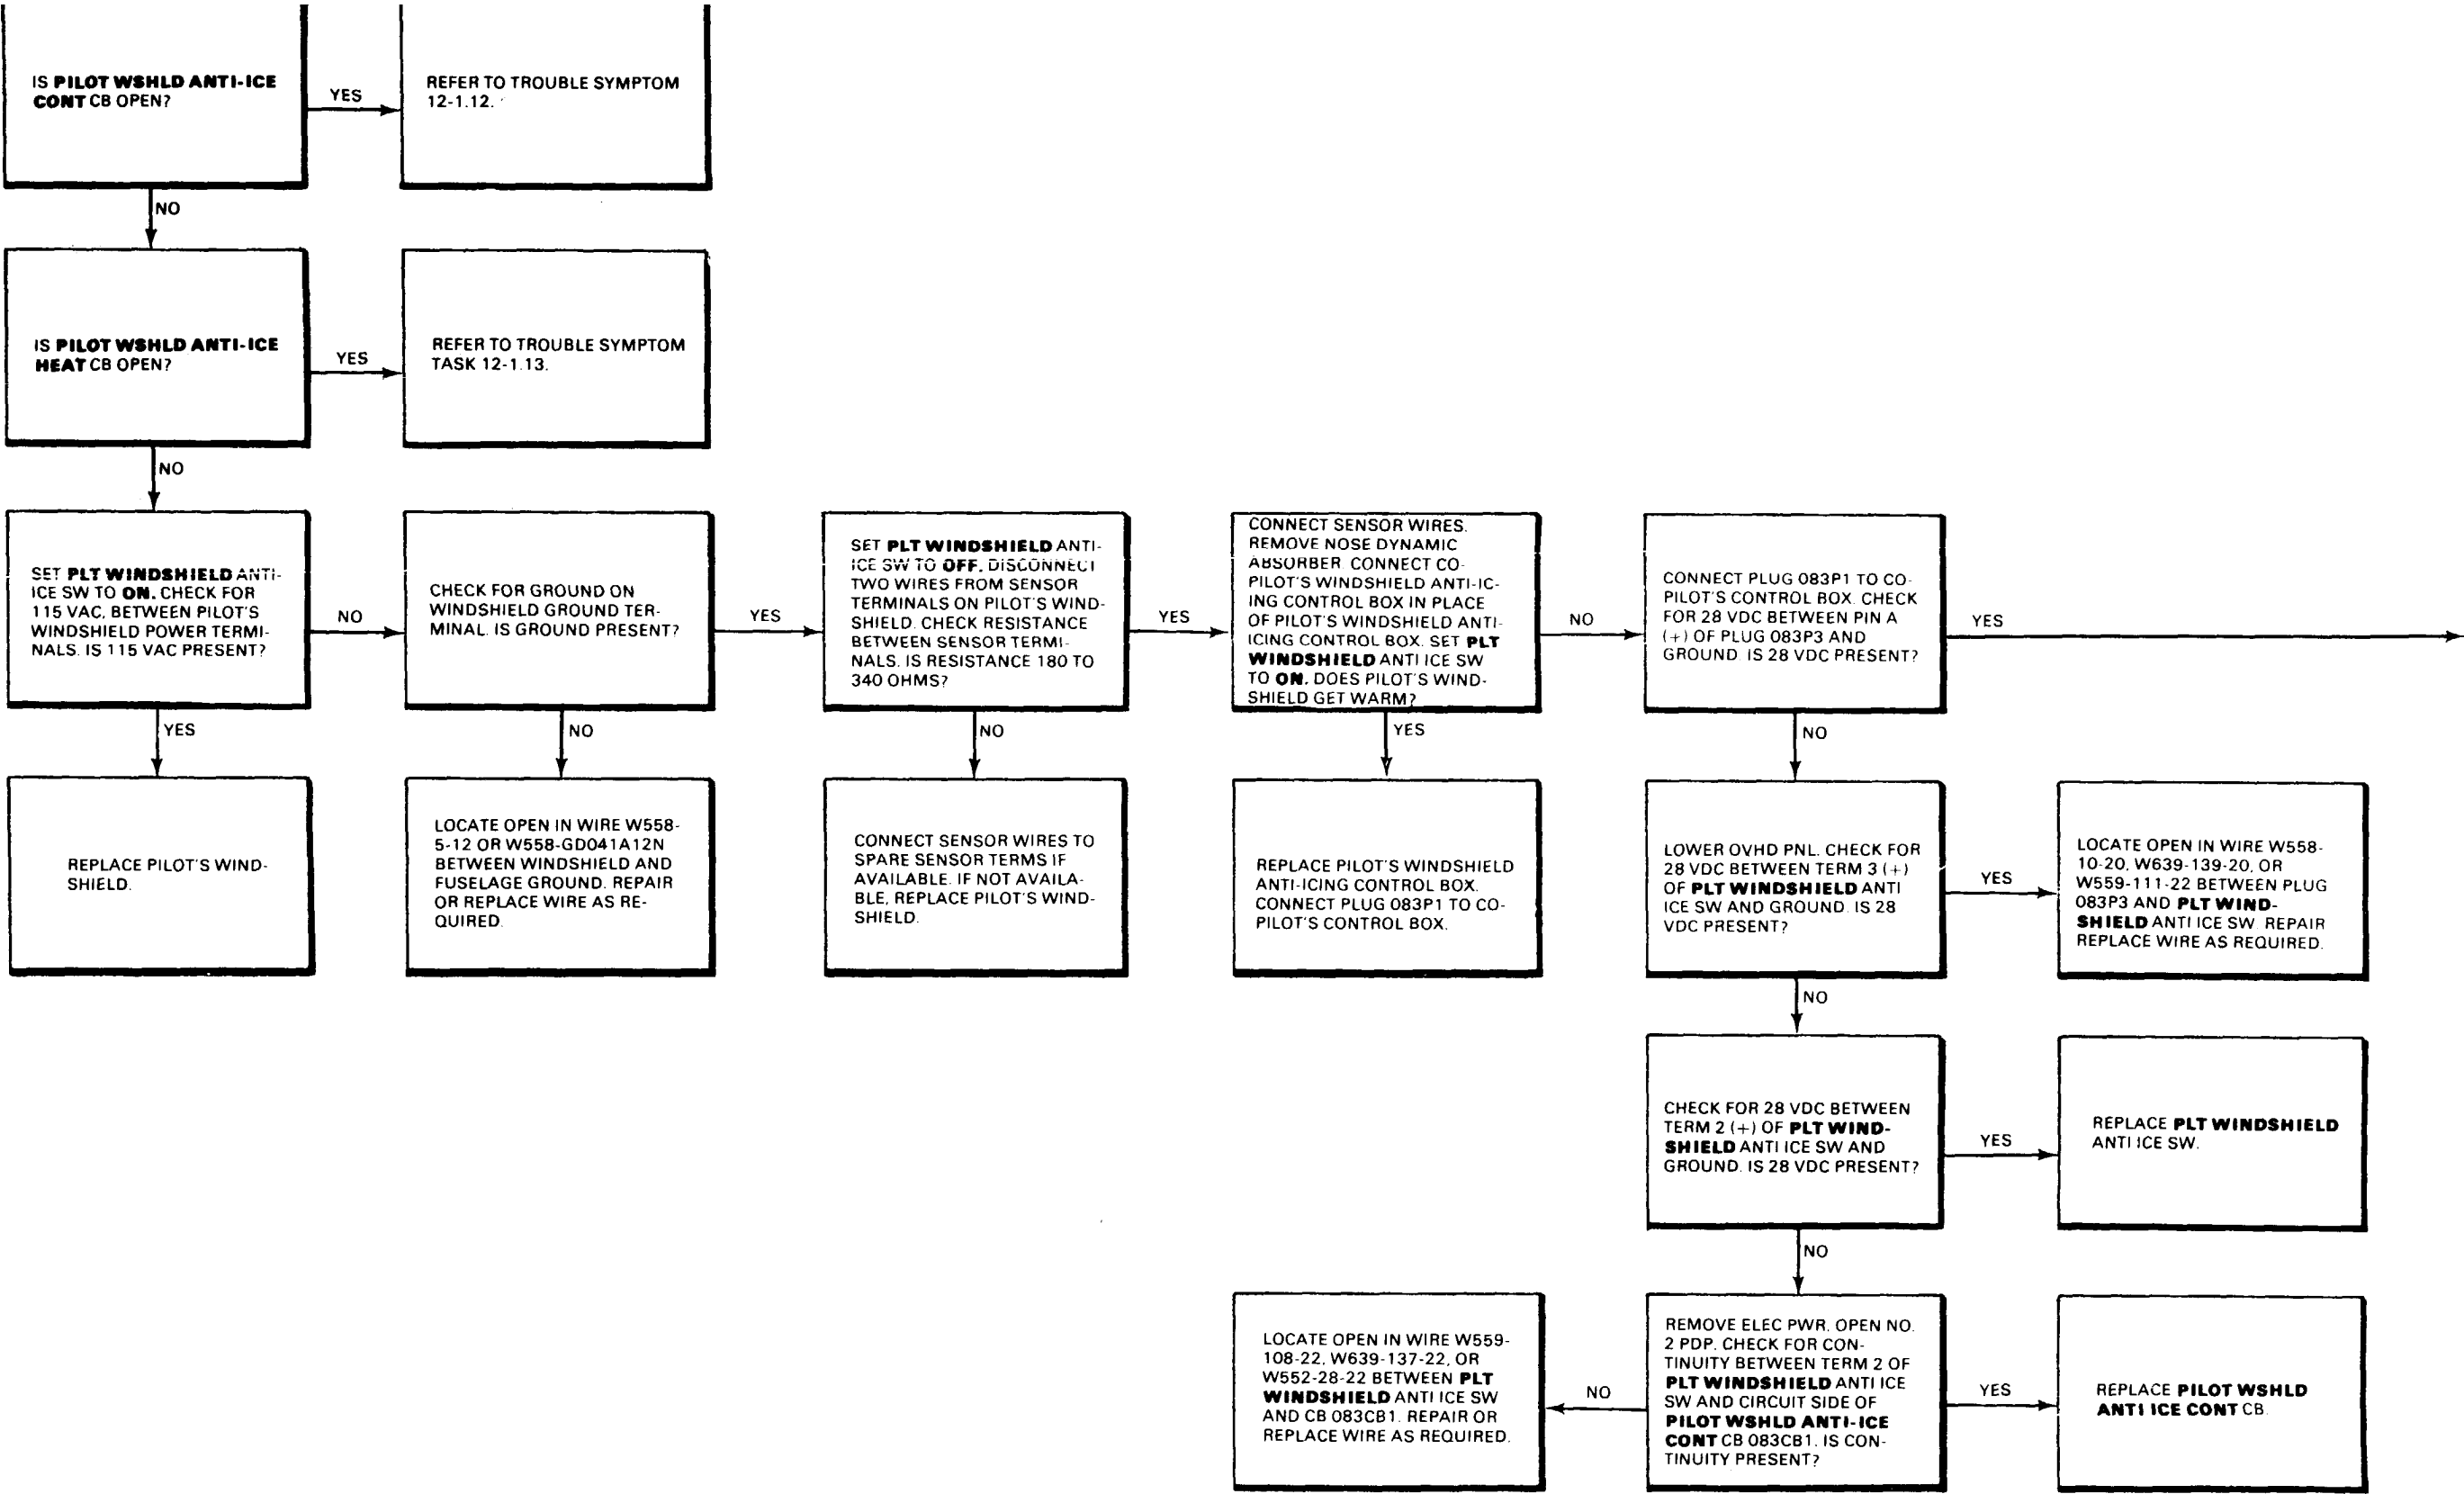 IS PILOT WSHLD ANTI-ICE
CONT CB OPEN?
YES
REFER TO TROUBLE SYMPTOM
12-1.12.
NO
IS PILOT WSHLD ANTI-ICE
HEAT CB OPEN?
YES
REFER TO TROUBLE SYMPTOM
TASK 12-1.13.
NO
SET PLT WINDSHIELD ANTI-
ICE SW TO ON. CHECK FOR
115 VAC, BETWEEN PILOT'S
WINDSHIELD POWER TERMI-
NALS. IS 115 VAC PRESENT?
NO
CHECK FOR GROUND ON
WINDSHIELD GROUND TER-
MINAL. IS GROUND PRESENT?
YES
SET PLT WINDSHIELD ANTI-
ICE SW TO OFF. DISCONNECT
TWO WIRES FROM SENSOR
TERMINALS ON PILOT'S WIND-
SHIELD. CHECK RESISTANCE
BETWEEN SENSOR TERMI-
NALS. IS RESISTANCE 180 TO
340 OHMS?
YES
CONNECT SENSOR WIRES.
REMOVE NOSE DYNAMIC
ABSORBER. CONNECT CO-
PILOT'S WINDSHIELD ANTI-IC-
ING CONTROL BOX IN PLACE
OF PILOT'S WINDSHIELD ANTI-
ICING CONTROL BOX. SET PLT
WINDSHIELD ANTI ICE SW
TO ON. DOES PILOT'S WIND-
SHIELD GET WARM?
NO
CONNECT PLUG 083P1 TO CO-
PILOT'S CONTROL BOX. CHECK
FOR 28 VDC BETWEEN PIN A
(+) OF PLUG 083P3 AND
GROUND. IS 28 VDC PRESENT?
YES
YES
REPLACE PILOT'S WIND-
SHIELD.
NO
LOCATE OPEN IN WIRE W558-
5-12 OR W558-GD041A12N
BETWEEN WINDSHIELD AND
FUSELAGE GROUND. REPAIR
OR REPLACE WIRE AS RE-
QUIRED.
NO
CONNECT SENSOR WIRES TO
SPARE SENSOR TERMS IF
AVAILABLE. IF NOT AVAILA-
BLE, REPLACE PILOT'S WIND-
SHIELD.
YES
REPLACE PILOT'S WINDSHIELD
ANTI-ICING CONTROL BOX.
CONNECT PLUG 083P1 TO CO-
PILOT'S CONTROL BOX.
NO
LOWER OVHD PNL. CHECK FOR
28 VDC BETWEEN TERM 3 (+)
OF PLT WINDSHIELD ANTI
ICE SW AND GROUND. IS 28
VDC PRESENT?
YES
LOCATE OPEN IN WIRE W558-
10-20, W639-139-20, OR
W559-111-22 BETWEEN PLUG
083P3 AND PLT WIND-
SHIELD ANTI ICE SW. REPAIR
REPLACE WIRE AS REQUIRED.
NO
CHECK FOR 28 VDC BETWEEN
TERM 2 (+) OF PLT WIND-
SHIELD ANTI ICE SW AND
GROUND. IS 28 VDC PRESENT?
YES
REPLACE PLT WINDSHIELD
ANTI ICE SW.
NO
REMOVE ELEC PWR. OPEN NO.
2 PDP. CHECK FOR CON-
TINUITY BETWEEN TERM 2 OF
PLT WINDSHIELD ANTI ICE
SW AND CIRCUIT SIDE OF
PILOT WSHLD ANTI-ICE
CONT CB 083CB1. IS CON-
TINUITY PRESENT?
NO
LOCATE OPEN IN WIRE W559-
108-22, W639-137-22, OR
W552-28-22 BETWEEN PLT
WINDSHIELD ANTI ICE SW
AND CB 083CB1. REPAIR OR
REPLACE WIRE AS REQUIRED.
YES
REPLACE PILOT WSHLD
ANTI ICE CONT CB.